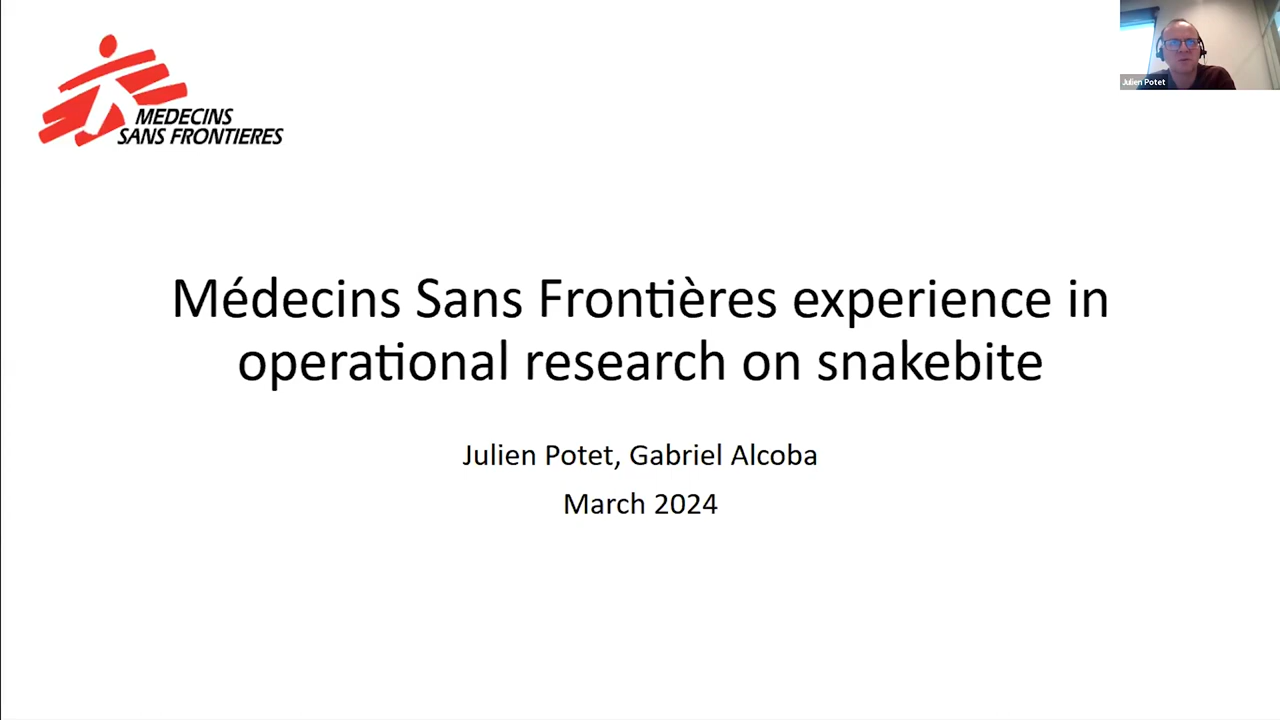 MEDECINS
SANS FRONTIERES
Julien Potet
Médecins Sans Frontières experience in
operational research on snakebite
Julien Potet, Gabriel Alcoba
March 2024